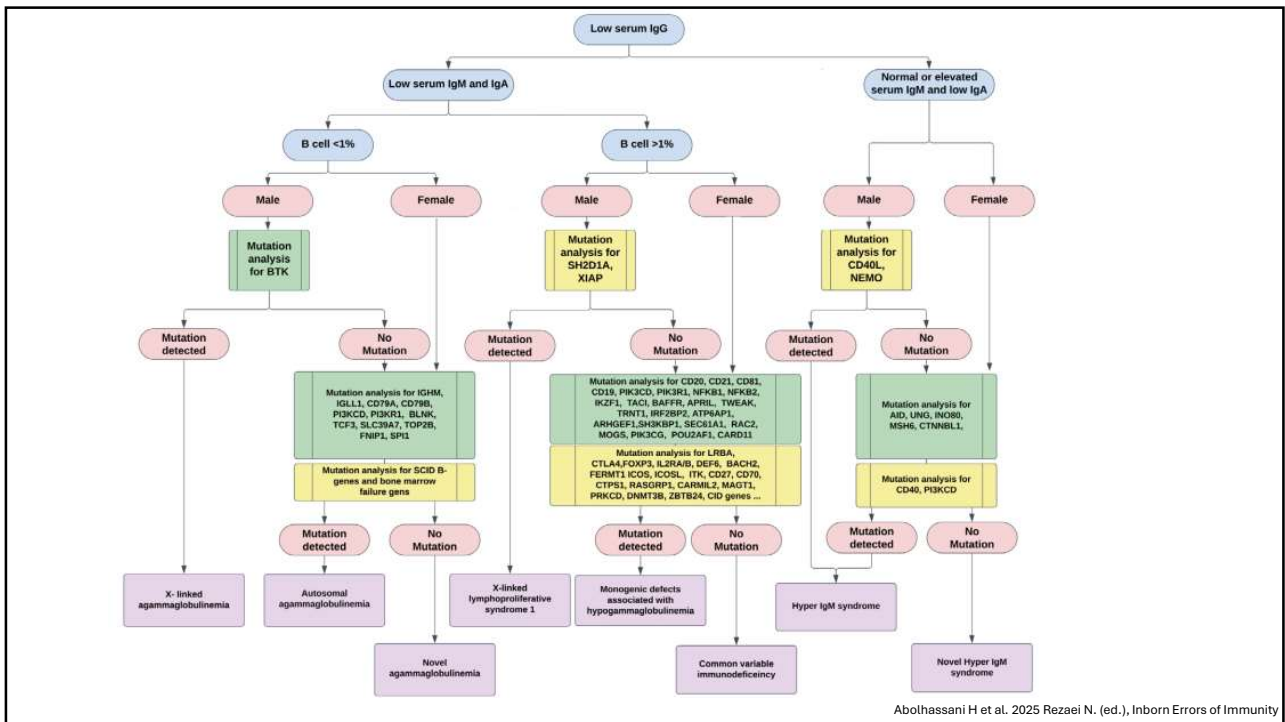 Low serum IgG
Low serum IgM and IgA
Normal or elevated
serum IgM and low IgA
B cell <1%
B cell >1%
Male
Female
Male
Female
Male
Female
Mutation
analysis
for BTK
Mutation
analysis for
SH2D1A,
XIAP
Mutation
analysis for
CD40L,
NEMO
Mutation
detected
No
Mutation
Mutation
detected
No
Mutation
Mutation
detected
No
Mutation
Mutation analysis for IGHM,
IGLL1, CD79A, CD79B,
PI3KCD, PI3KR1, BLNK,
TCF3, SLC39A7, TOP2B,
FNIP1, SPI1
Mutation analysis for SCID B-
genes and bone marrow
failure gens
Mutation analysis for CD20, CD21, CD81,
CD19, PIK3CD, PIK3R1, NFKB1, NFKB2,
IKZF1, TACI, BAFFR, APRIL, TWEAK,
TRNT1, IRF2BP2, ATP6AP1,
ARHGEF1,SH3KBP1, SEC61A1, RAC2,
MOGS, PIK3CG, POU2AF1, CARD11
Mutation analysis for LRBA,
CTLA4,FOXP3, IL2RA/B, DEF6, BACH2,
FERMT1 ICOS, ICOSL, ITK, CD27, CD70,
CTPS1, RASGRP1, CARMIL2, MAGT1,
PRKCD, DNMT3B, ZBTB24, CID genes ...
Mutation analysis for
AID, UNG, INO80,
MSH6, CTNNBL1,
Mutation analysis for
CD40, PI3KCD
Mutation
detected
No
Mutation
Mutation
detected
No
Mutation
Mutation
detected
No
Mutation
X- linked
agammaglobulinemia
Autosomal
agammaglobulinemia
X-linked
lymphoproliferative
syndrome 1
Monogenic defects
associated with
hypogammaglobulinemia
Hyper IgM syndrome
Novel
agammaglobulinemia
Common variable
immunodeficeincy
Novel Hyper IgM
syndrome
Abolhassani H et al. 2025 Rezaei N. (ed.), Inborn Errors of Immunity